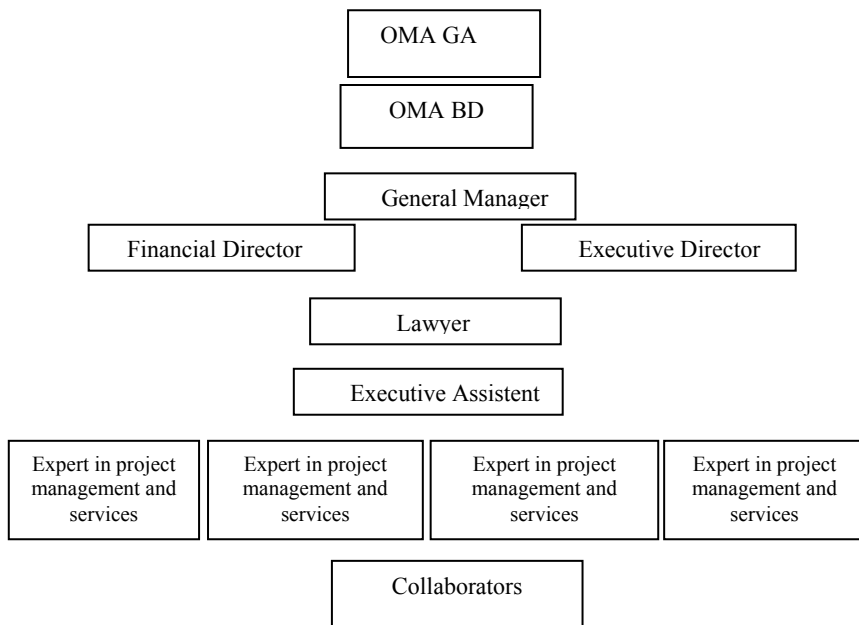 OMA GA
OMA BD
General Manager
Financial Director
Executive Director
Lawyer
Executive Assistent
Expert in project
management and
services
Expert in project
management and
services
Expert in project
management and
services
Expert in project
management and
services
Collaborators